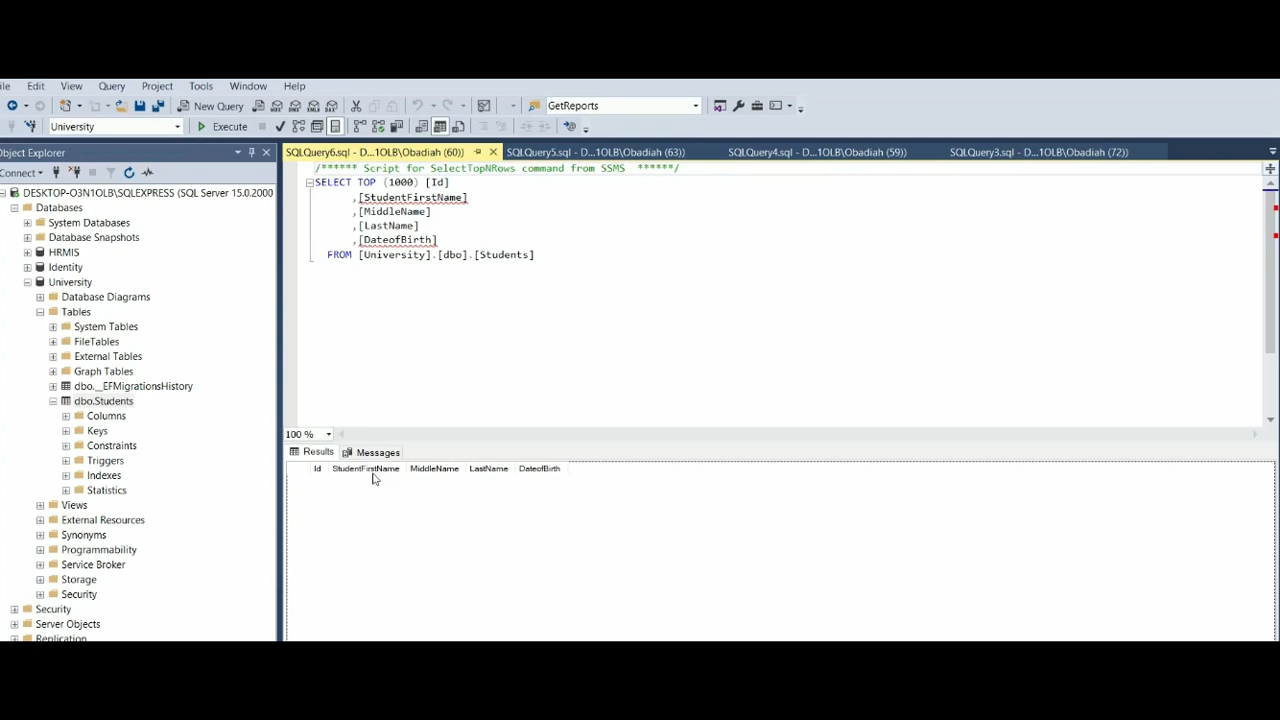 ile Edit View Query Project Tools Window Help
New Query GetReports
University Execute
Object Explorer
Connect
DESKTOP-O3N1OLB\SQLEXPRESS (SQL Server 15.0.2000
Databases
System Databases
Database Snapshots
HRMIS
Identity
University
Database Diagrams
Tables
System Tables
FileTables
External Tables
Graph Tables
dbo.__EFMigrationsHistory
dbo.Students
Columns
Keys
Constraints
Triggers
Indexes
Statistics
Views
External Resources
Synonyms
Programmability
Service Broker
Storage
Security
Security
Server Objects
Replication
SQLQuery6.sql - D...1OLB\Obadiah (60)) SQLQuery5.sql - D...1OLB\Obadiah (63)) SQLQuery4.sql - D...1OLB\Obadiah (59)) SQLQuery3.sql - D...1OLB\Obadiah (72))
/****** Script for SelectTopNRows command from SSMS ******/
SELECT TOP (1000) [Id]
,[StudentFirstName]
,[MiddleName]
,[LastName]
,[DateofBirth]
FROM [University].[dbo].[Students]
100 %
Results Messages
Id StudentFirstName MiddleName LastName DateofBirth